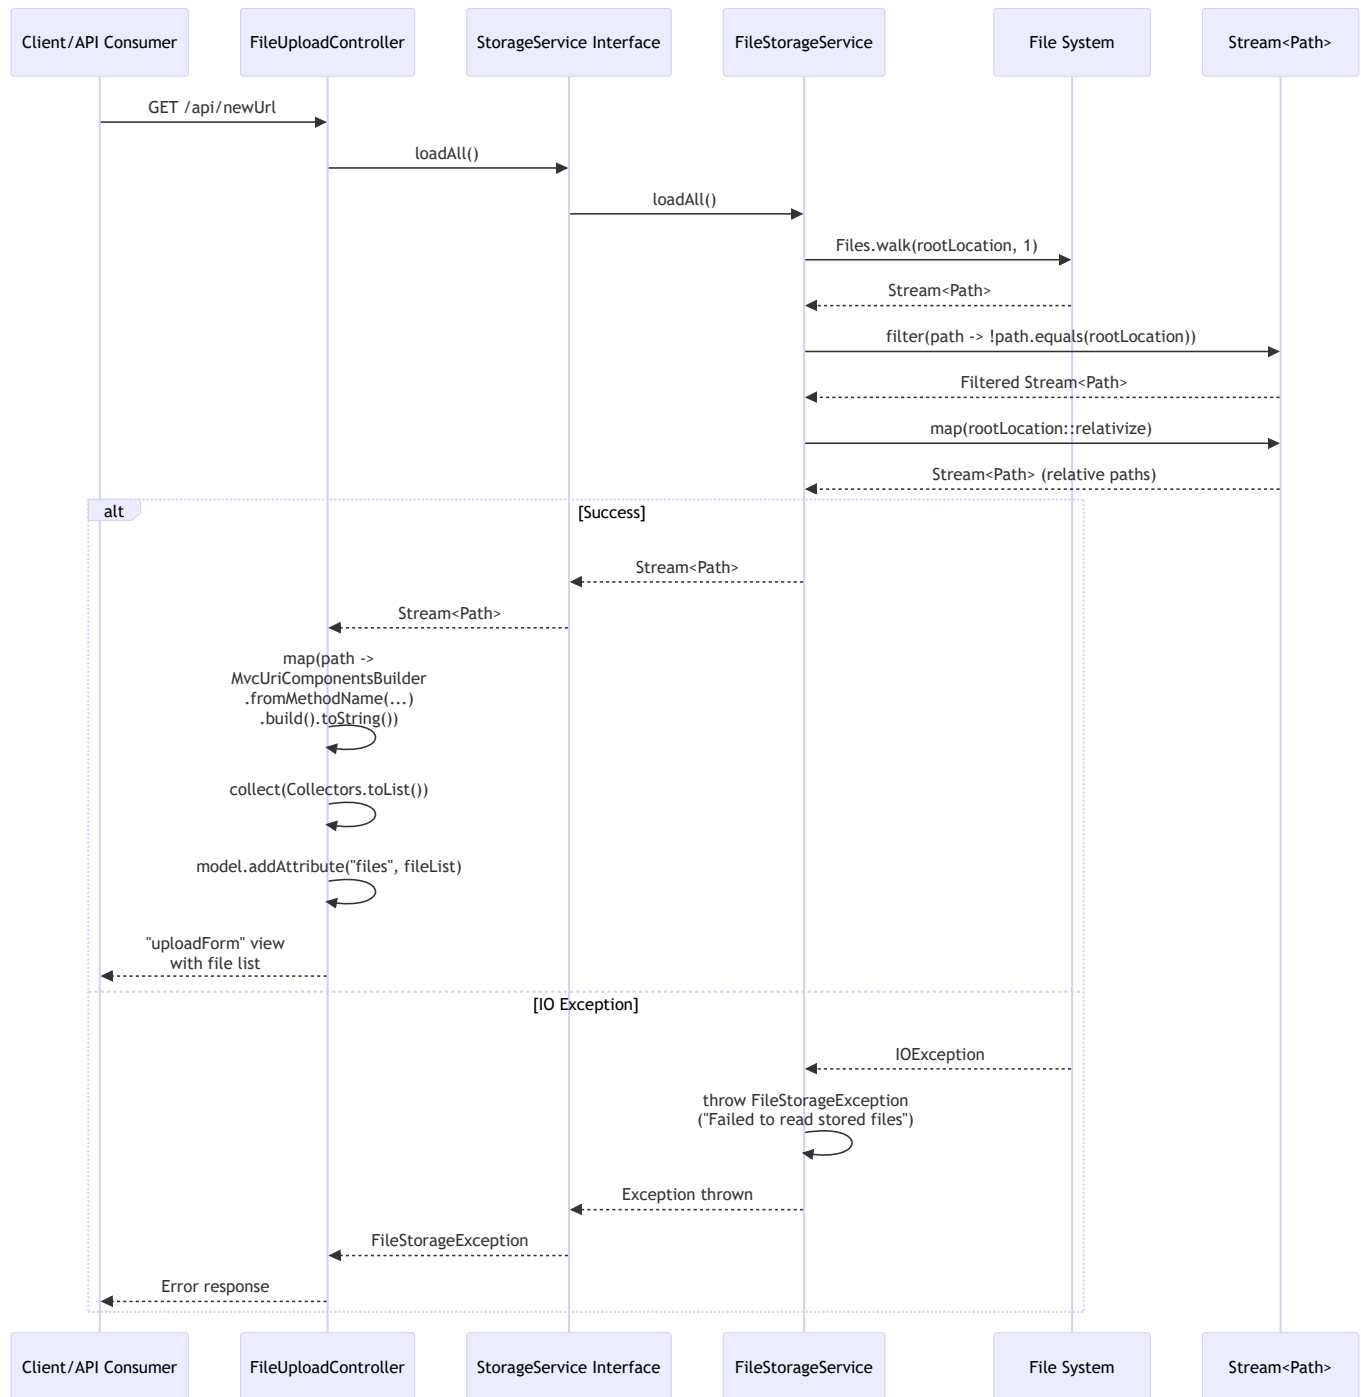 Client/API Consumer
FileUploadController
StorageService Interface
FileStorageService
File System
Stream<Path>
GET /api/newUrl
loadAll()
loadAll()
Files.walk(rootLocation, 1)
Stream<Path>
filter(path -> !path.equals(rootLocation))
Filtered Stream<Path>
map(rootLocation::relativize)
Stream<Path> (relative paths)
alt
[Success]
Stream<Path>
Stream<Path>
map(path ->
MvcUriComponentsBuilder
.fromMethodName(...)
.build().toString())
collect(Collectors.toList())
model.addAttribute("files", fileList)
"uploadForm" view
with file list
[IO Exception]
IOException
throw FileStorageException
("Failed to read stored files")
Exception thrown
FileStorageException
Error response
Client/API Consumer
FileUploadController
StorageService Interface
FileStorageService
File System
Stream<Path>